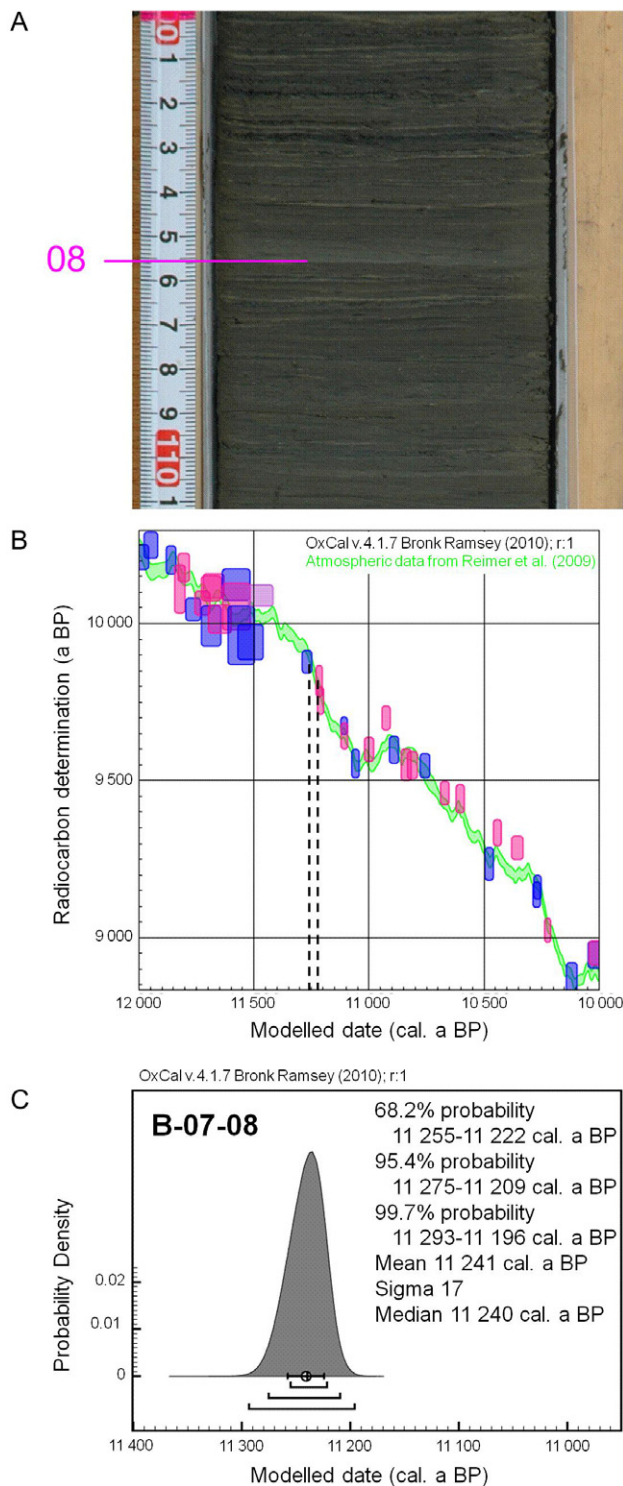 A
00
1
2
3
4
5
6
7
8
9
110
1
08
B
OxCal v.4.1.7 Bronk Ramsey (2010); r:1
Atmospheric data from Reimer et al. (2009)
Radiocarbon determination (a BP)
10 000
9 500
9 000
12 000 11 500 11 000 10 500 10 000
Modelled date (cal. a BP)
C
OxCal v.4.1.7 Bronk Ramsey (2010); r:1
B-07-08
68.2% probability
11 255-11 222 cal. a BP
95.4% probability
11 275-11 209 cal. a BP
99.7% probability
11 293-11 196 cal. a BP
Mean 11 241 cal. a BP
Sigma 17
Median 11 240 cal. a BP
Probability Density
0.02
0.01
0
11 400 11 300 11 200 11 100 11 000
Modelled date (cal. a BP)